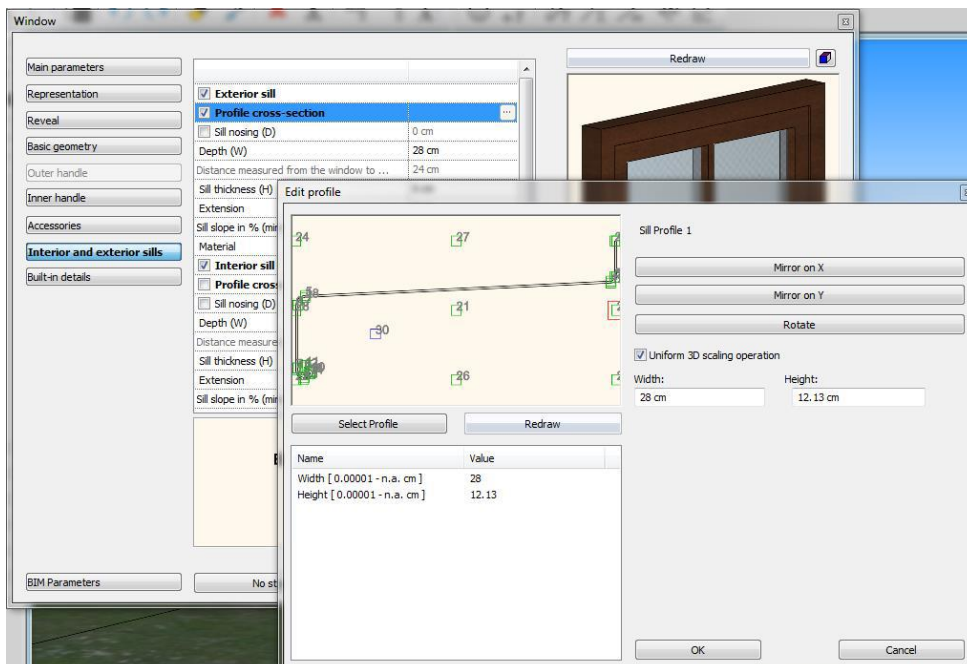 Window
Redraw
Main parameters
Representation
Reveal
Basic geometry
Outer handle
Inner handle
Accessories
Interior and exterior sills
Built-in details
BIM Parameters
Exterior sill
Profile cross-section ...
Sill nosing (D) 0 cm
Depth (W) 28 cm
Distance measured from the window to ... 24 cm
Sill thickness (H)
Extension
Sill slope in % (
Material
Interior sill
Profile cros
Sill nosing (D)
Depth (W)
Distance measure
Sill thickness (H)
Extension
Sill slope in % (
No st
Edit profile
24 27
21
30
26
Select Profile Redraw
Name Value
Width [ 0.00001 - n.a. cm ] 28
Height [ 0.00001 - n.a. cm ] 12.13
Sill Profile 1
Mirror on X
Mirror on Y
Rotate
Uniform 3D scaling operation
Width: Height:
28 cm 12.13 cm
OK Cancel